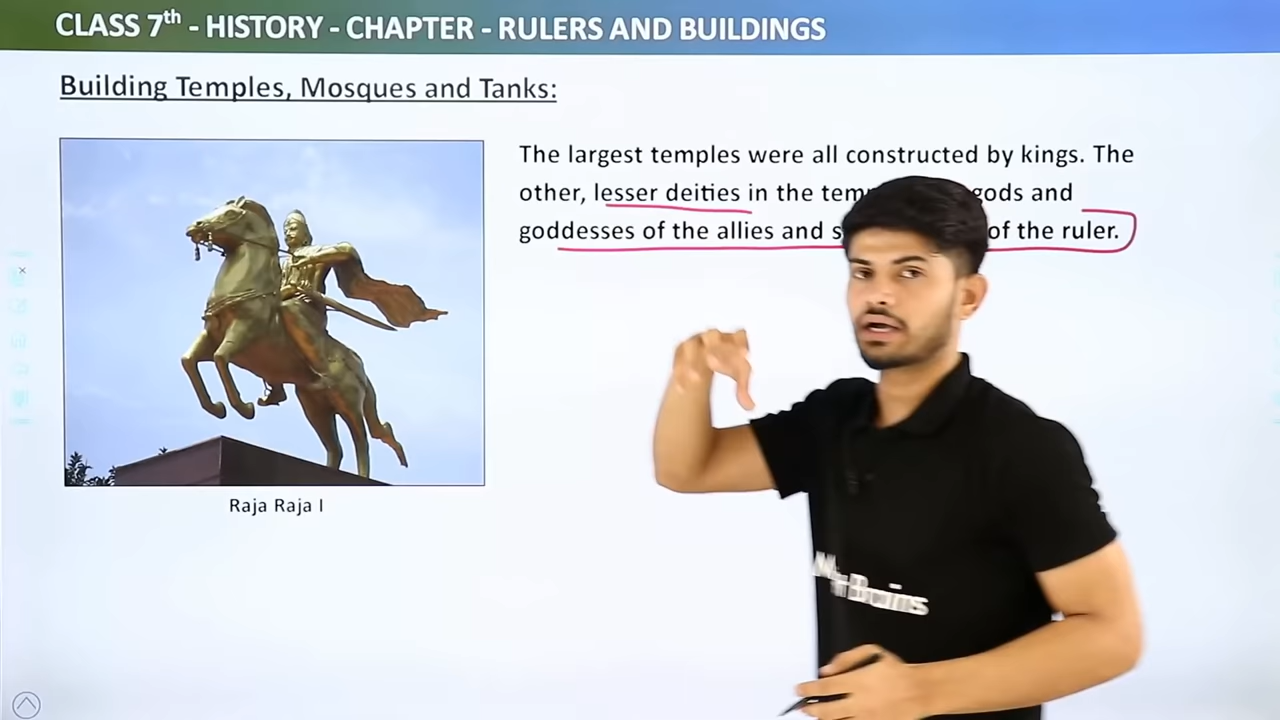 CLASS 7th - HISTORY - CHAPTER - RULERS AND BUILDINGS
Building Temples, Mosques and Tanks:
The largest temples were all constructed by kings. The
other, lesser deities in the gods and
goddesses of the allies and of the ruler.
Raja Raja I
Brains